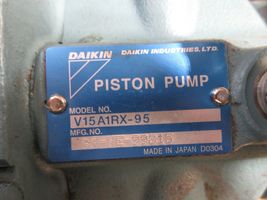 DAIKIN DAIKIN INDUSTRIES, LTD.
PISTON PUMP
MODEL NO.
V15A1RX-95
MFG.NO.
MADE IN JAPAN D0304